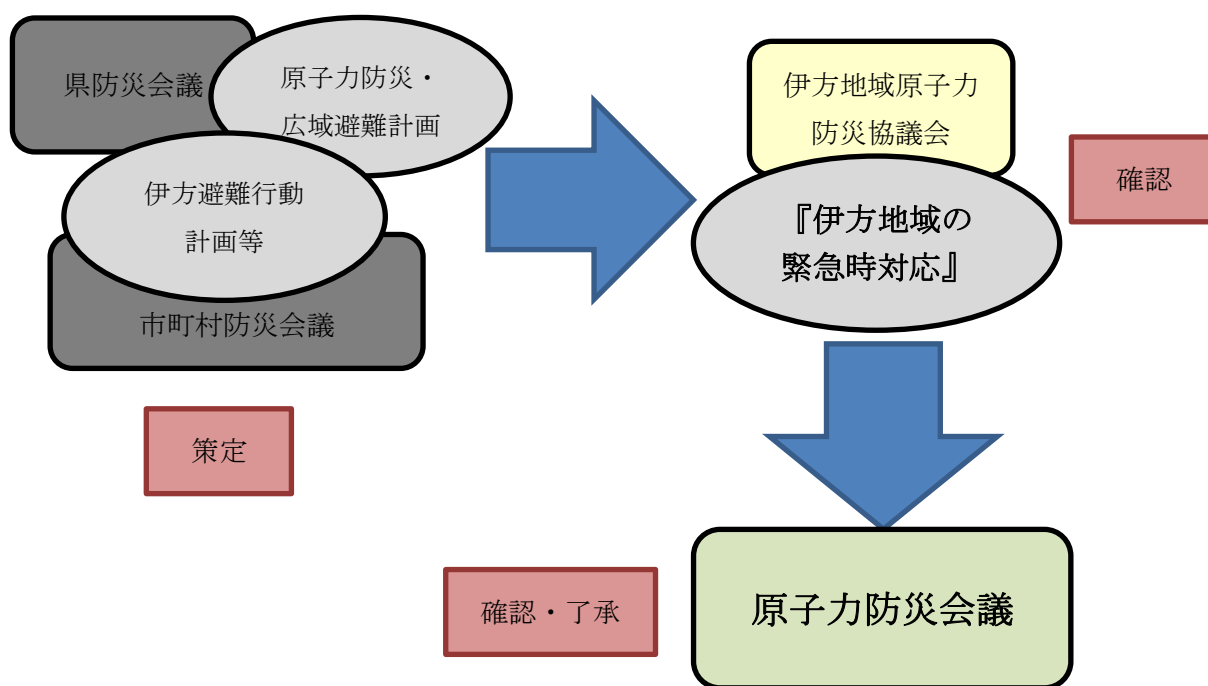 県防災会議
原子力防災・
広域避難計画
伊方避難行動
計画等
市町村防災会議
策定
伊方地域原子力
防災協議会
『伊方地域の
緊急時対応』
確認
確認・了承
原子力防災会議